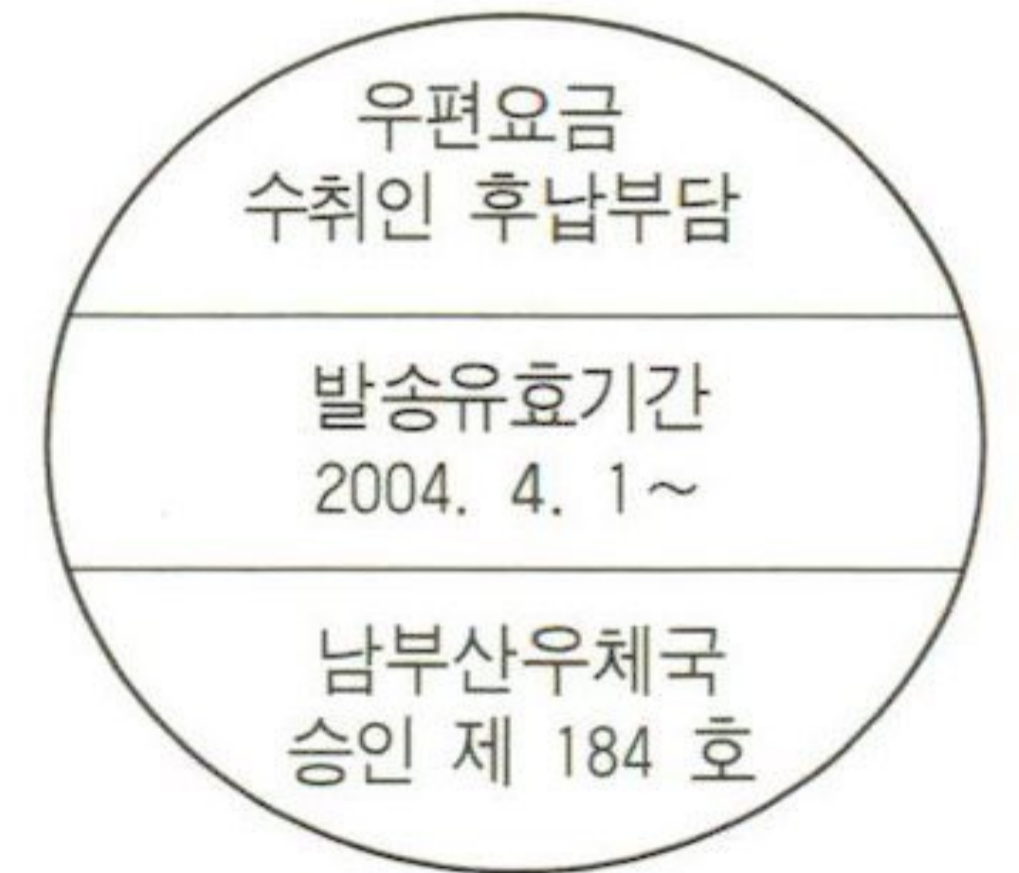 우편요금
수취인 후납부담
발송유효기간
2004. 4. 1~
남부산우체국
승인 제 184 호